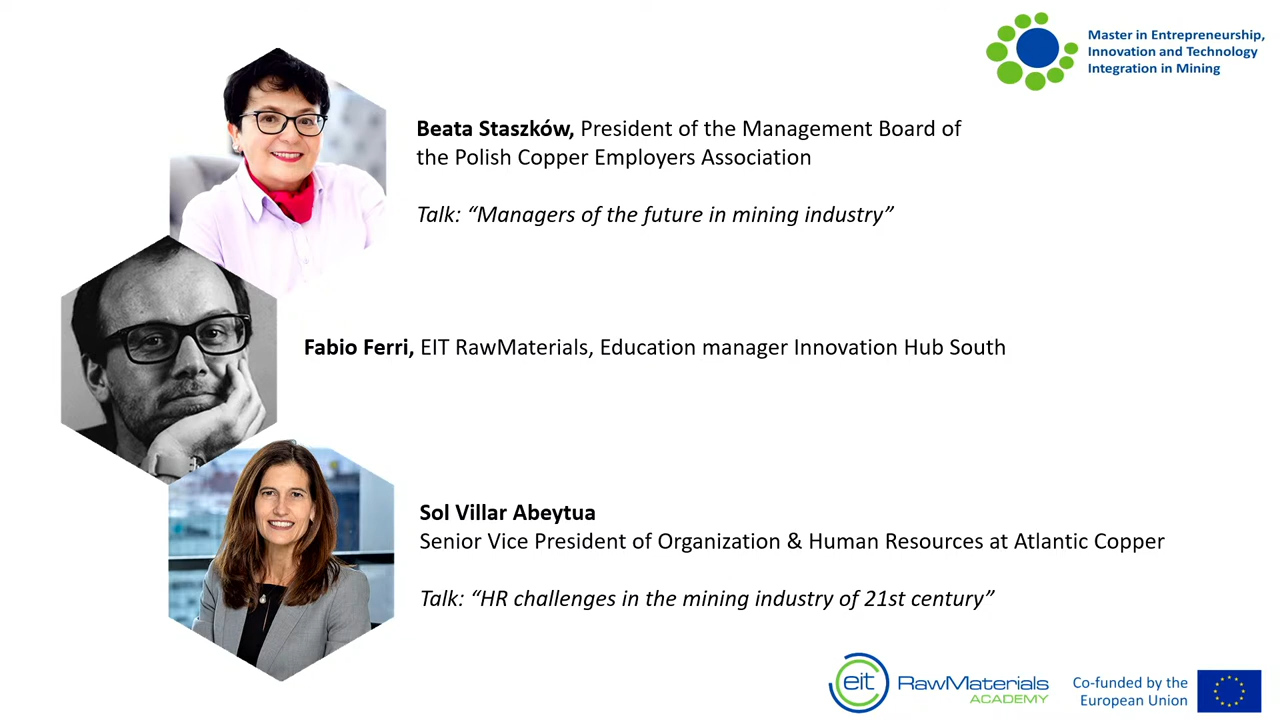 Master in Entrepreneurship,
Innovation and Technology
Integration in Mining
Beata Staszków, President of the Management Board of
the Polish Copper Employers Association
Talk: “Managers of the future in mining industry”
Fabio Ferri, EIT RawMaterials, Education manager Innovation Hub South
Sol Villar Abeytua
Senior Vice President of Organization & Human Resources at Atlantic Copper
Talk: “HR challenges in the mining industry of 21st century”
eit RawMaterials
ACADEMY
Co-funded by the
European Union